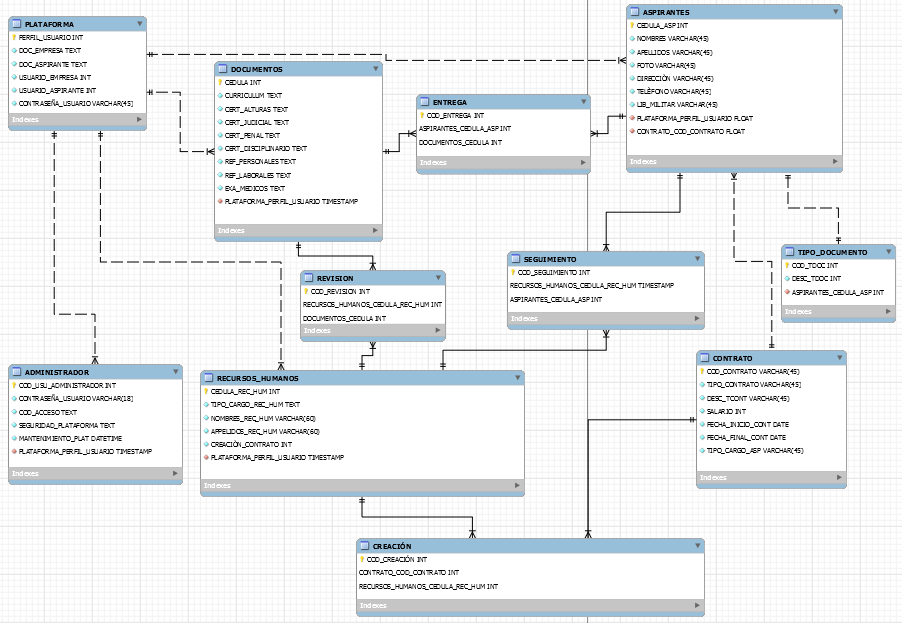 PLATAFORMA
PERFIL_USUARIO INT
DOC_EMPRESA TEXT
DOC_ASPIRANTE TEXT
USUARIO_EMPRESA INT
USUARIO_ASPIRANTE INT
CONTRASEÑA_USUARIO VARCHAR(45)
Indexes
DOCUMENTOS
CEDULA INT
CURRICULUM TEXT
CERT_ALTURAS TEXT
CERT_JUDICIAL TEXT
CERT_PENAL TEXT
CERT_DISCIPLINARIO TEXT
REF_PERSONALES TEXT
REF_LABORALES TEXT
EXA_MEDICOS TEXT
PLATAFORMA_PERFIL_USUARIO TIMESTAMP
Indexes
ENTREGA
COD_ENTREGA INT
ASPIRANTES_CEDULA_ASP INT
DOCUMENTOS_CEDULA INT
Indexes
ASPIRANTES
CEDULA_ASP INT
NOMBRES VARCHAR(45)
APELLIDOS VARCHAR(45)
FOTO VARCHAR(45)
DIRECCIÓN VARCHAR(45)
TELÉFONO VARCHAR(45)
LIB_MILITAR VARCHAR(45)
PLATAFORMA_PERFIL_USUARIO FLOAT
CONTRATO_COD_CONTRATO FLOAT
Indexes
REVISION
COD_REVISION INT
RECURSOS_HUMANOS_CEDULA_REC_HUM INT
DOCUMENTOS_CEDULA INT
Indexes
SEGUIMIENTO
COD_SEGUIMIENTO INT
RECURSOS_HUMANOS_CEDULA_REC_HUM TIMESTAMP
ASPIRANTES_CEDULA_ASP INT
Indexes
TIPO_DOCUMENTO
COD_TDOC INT
DESC_TDOC INT
ASPIRANTES_CEDULA_ASP INT
Indexes
ADMINISTRADOR
COD_USU_ADMINISTRADOR INT
CONTRASEÑA_USUARIO VARCHAR(18)
COD_ACCESO TEXT
SEGURIDAD_PLATAFORMA TEXT
MANTENIMIENTO_PLAT DATETIME
PLATAFORMA_PERFIL_USUARIO TIMESTAMP
Indexes
RECURSOS_HUMANOS
CEDULA_REC_HUM INT
TIPO_CARGO_REC_HUM TEXT
NOMBRES_REC_HUM VARCHAR(60)
APPELIDOS_REC_HUM VARCHAR(60)
CREACIÓN_CONTRATO INT
PLATAFORMA_PERFIL_USUARIO TIMESTAMP
Indexes
CONTRATO
COD_CONTRATO VARCHAR(45)
TIPO_CONTRATO VARCHAR(45)
DESC_TCONT VARCHAR(45)
SALARIO INT
FECHA_INICIO_CONT DATE
FECHA_FINAL_CONT DATE
TIPO_CARGO_ASP VARCHAR(45)
Indexes
CREACIÓN
COD_CREACIÓN INT
CONTRATO_COD_CONTRATO INT
RECURSOS_HUMANOS_CEDULA_REC_HUM INT
Indexes